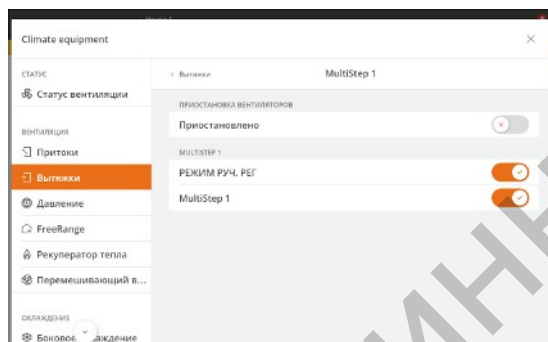 Climate equipment
СТАТУС
Статус вентиляции
ВЕНТИЛЯЦИЯ
Притоки
Вытяжки
Давление
FreeRange
Рекуператор тепла
Перемешивающий в...
ОХЛАЖДЕНИЕ
Боковое
Вытяжки
MultiStep 1
ПРИОСТАНОВКА ВЕНТИЛЯТОРОВ
Приостановлено
MULTISTEP 1
РЕЖИМ РУЧ. РЕГ
MultiStep 1